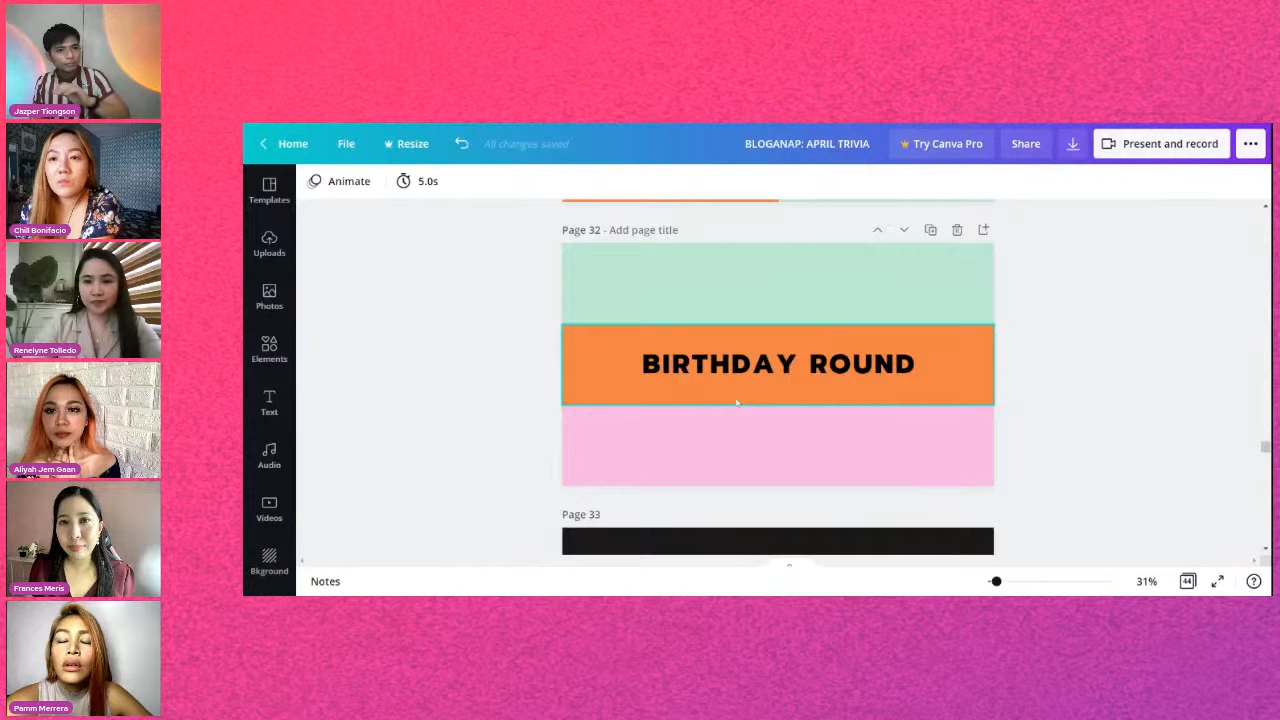 Jazper Tiongson
Chill Bonifacio
Renelyne Tolledo
Aliyah Jem Gaan
Frances Meris
Pamm Merrera
Home
File
Resize
All changes saved
BLOGANAP: APRIL TRIVIA
Try Canva Pro
Share
Present and record
Templates
Uploads
Photos
Elements
Text
Audio
Videos
Bkground
Animate
5.0s
Page 32 - Add page title
BIRTHDAY ROUND
Page 33
Notes
31%
44